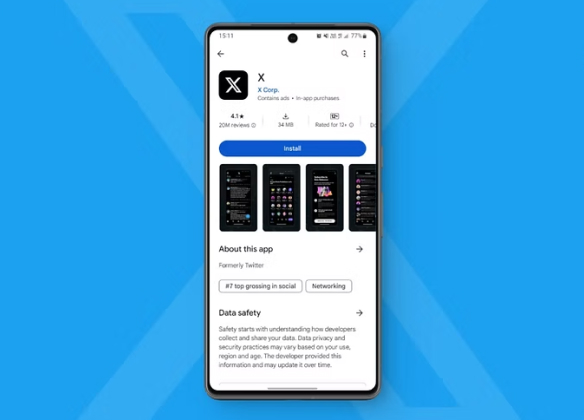 15:11
77%
X
X Corp.
Contains ads • In-app purchases
4.1★
20M reviews
34 MB
Rated for 12+
Install
About this app
Formerly Twitter
#7 top grossing in social
Networking
Data safety
Safety starts with understanding how developers
collect and share your data. Data privacy and
security practices may vary based on your use,
region and age. The developer provided this
information and may update it over time.